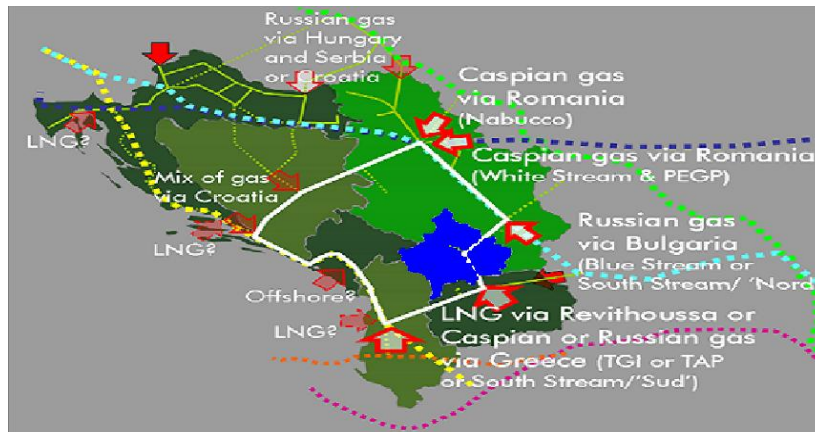 Russian gas
via Hungary
and Serbia
or Croatia
Caspian gas
via Romania
(Nabucco)
LNG?
Caspian gas via Romania
(White Stream & PEGP)
Mix of gas
via Croatia
LNG?
Russian gas
via Bulgaria
(Blue Stream or
South Stream/ 'Nord
Offshore?
LNG?
LNG via Revithoussa or
Caspian or Russian gas
via Greece (TGI or TAP
of South Stream/'Sud')